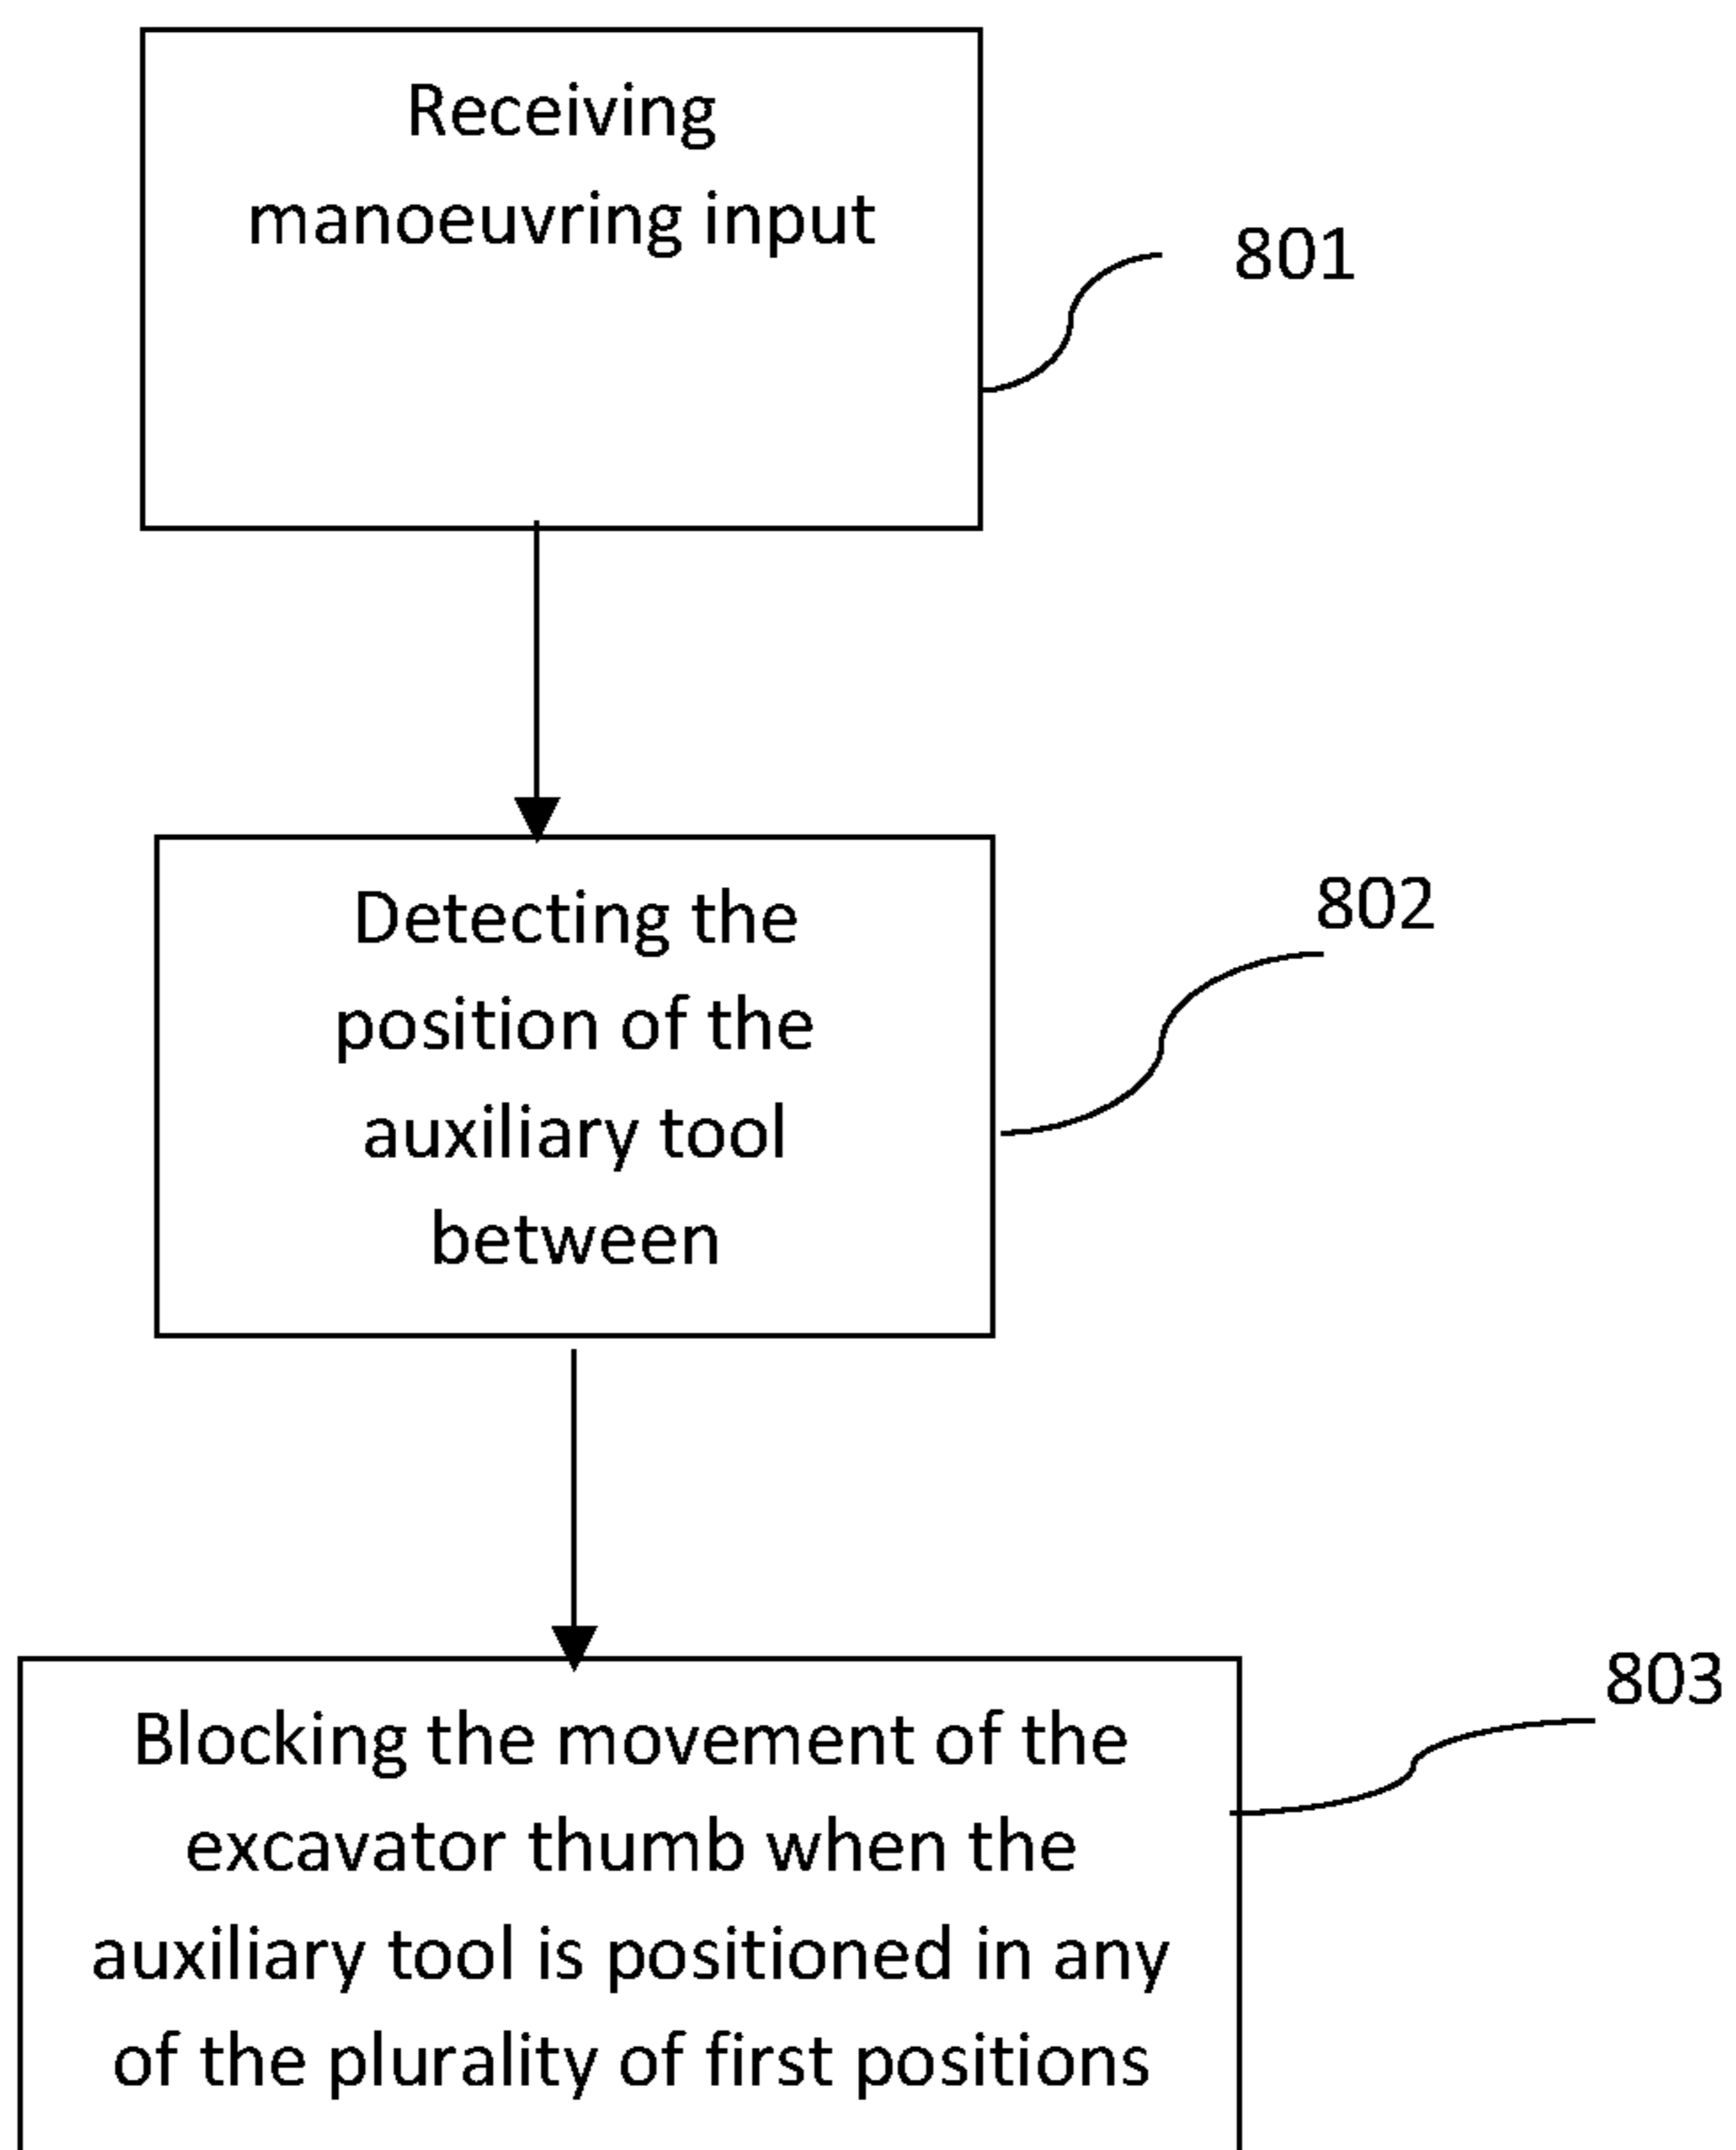 Receiving
manoeuvring input
801
Detecting the
position of the
auxiliary tool
between
802
Blocking the movement of the
excavator thumb when the
auxiliary tool is positioned in any
of the plurality of first positions
803